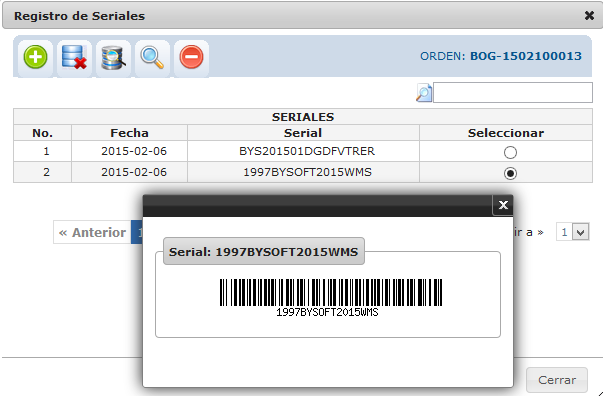 Registro de Seriales
ORDEN: BOG-1502100013
SERIALES
No. Fecha Serial Seleccionar
1 2015-02-06 BYS201501DGDFVTRER
2 2015-02-06 1997BYSOFT2015WMS
« Anterior 1 ir a » 1
Serial: 1997BYSOFT2015WMS
1997BYSOFT2015WMS
Cerrar